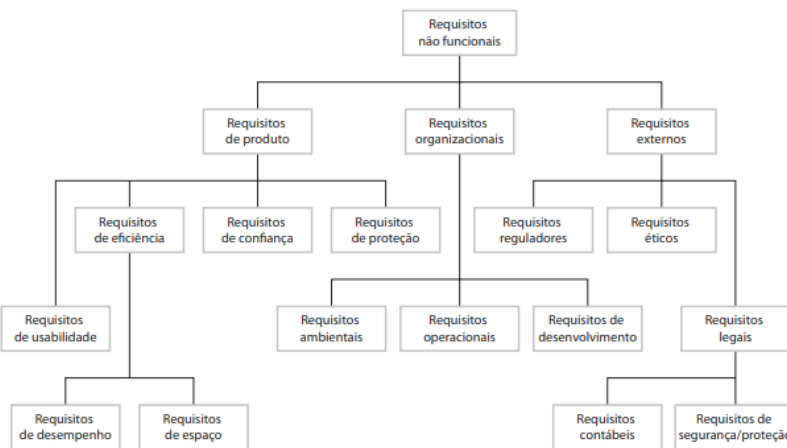 Requisitos
não funcionais
Requisitos
de produto
Requisitos
organizacionais
Requisitos
externos
Requisitos
de eficiência
Requisitos
de confiança
Requisitos
de proteção
Requisitos
reguladores
Requisitos
éticos
Requisitos
de usabilidade
Requisitos
ambientais
Requisitos
operacionais
Requisitos de
desenvolvimento
Requisitos
legais
Requisitos
de desempenho
Requisitos
de espaço
Requisitos
contábeis
Requisitos de
segurança/proteção